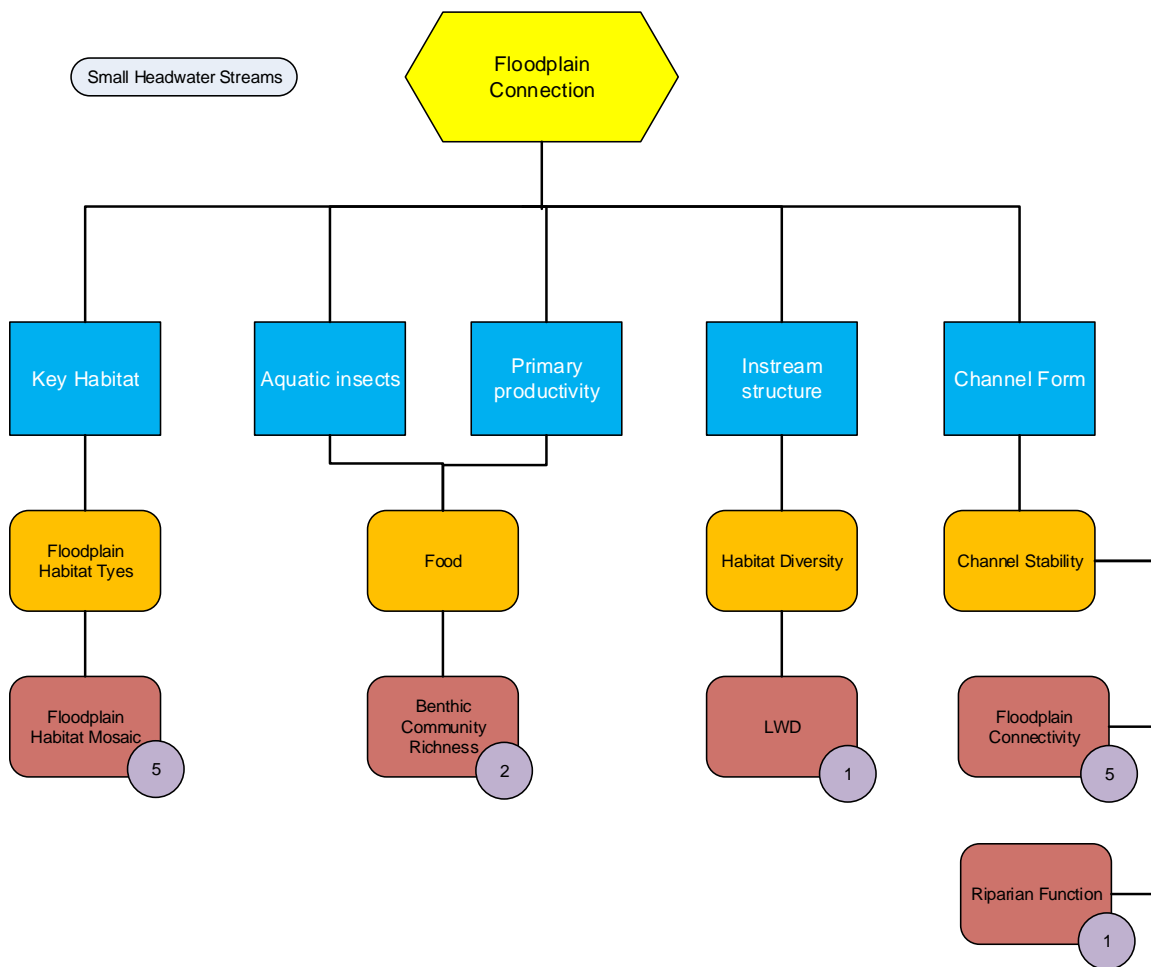 Small Headwater Streams
Floodplain
Connection
Key Habitat
Aquatic insects
Primary
productivity
Instream
structure
Channel Form
Floodplain
Habitat Tyes
Food
Habitat Diversity
Channel Stability
Floodplain
Habitat Mosaic
5
Benthic
Community
Richness
2
LWD
1
Floodplain
Connectivity
5
Riparian Function
1